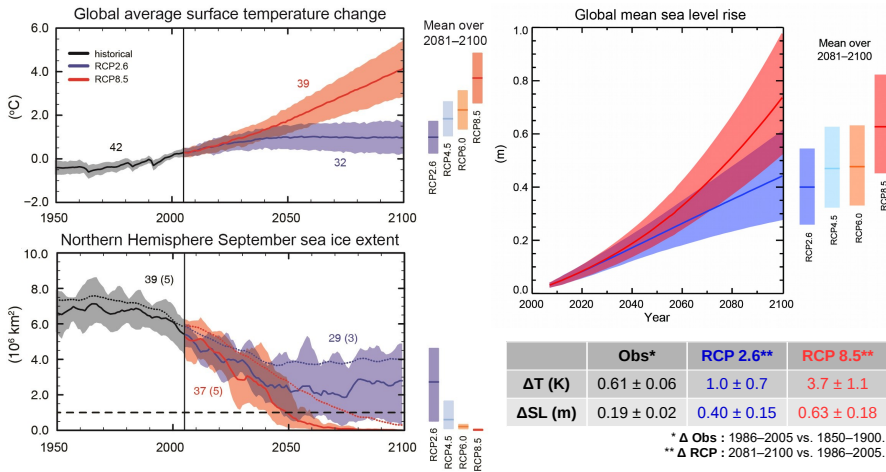 Global average surface temperature change
6.0
4.0
2.0
0.0
−2.0
(°C)
historical
RCP2.6
RCP8.5
42
39
32
1950
2000
2050
2100
Mean over
2081–2100
RCP2.6
RCP4.5
RCP6.0
RCP8.5
Northern Hemisphere September sea ice extent
10.0
8.0
6.0
4.0
2.0
0.0
(10⁶ km²)
39 (5)
29 (3)
37 (5)
1950
2000
2050
2100
RCP2.6
RCP4.5
RCP6.0
RCP8.5
Global mean sea level rise
1.0
0.8
0.6
0.4
0.2
0.0
(m)
2000
2020
2040
2060
2080
2100
Year
Mean over
2081–2100
RCP2.6
RCP4.5
RCP6.0
RCP8.5
Obs* RCP 2.6** RCP 8.5**
ΔT (K) 0.61 ± 0.06 1.0 ± 0.7 3.7 ± 1.1
ΔSL (m) 0.19 ± 0.02 0.40 ± 0.15 0.63 ± 0.18
* Δ Obs : 1986–2005 vs. 1850–1900.
** Δ RCP : 2081–2100 vs. 1986–2005.